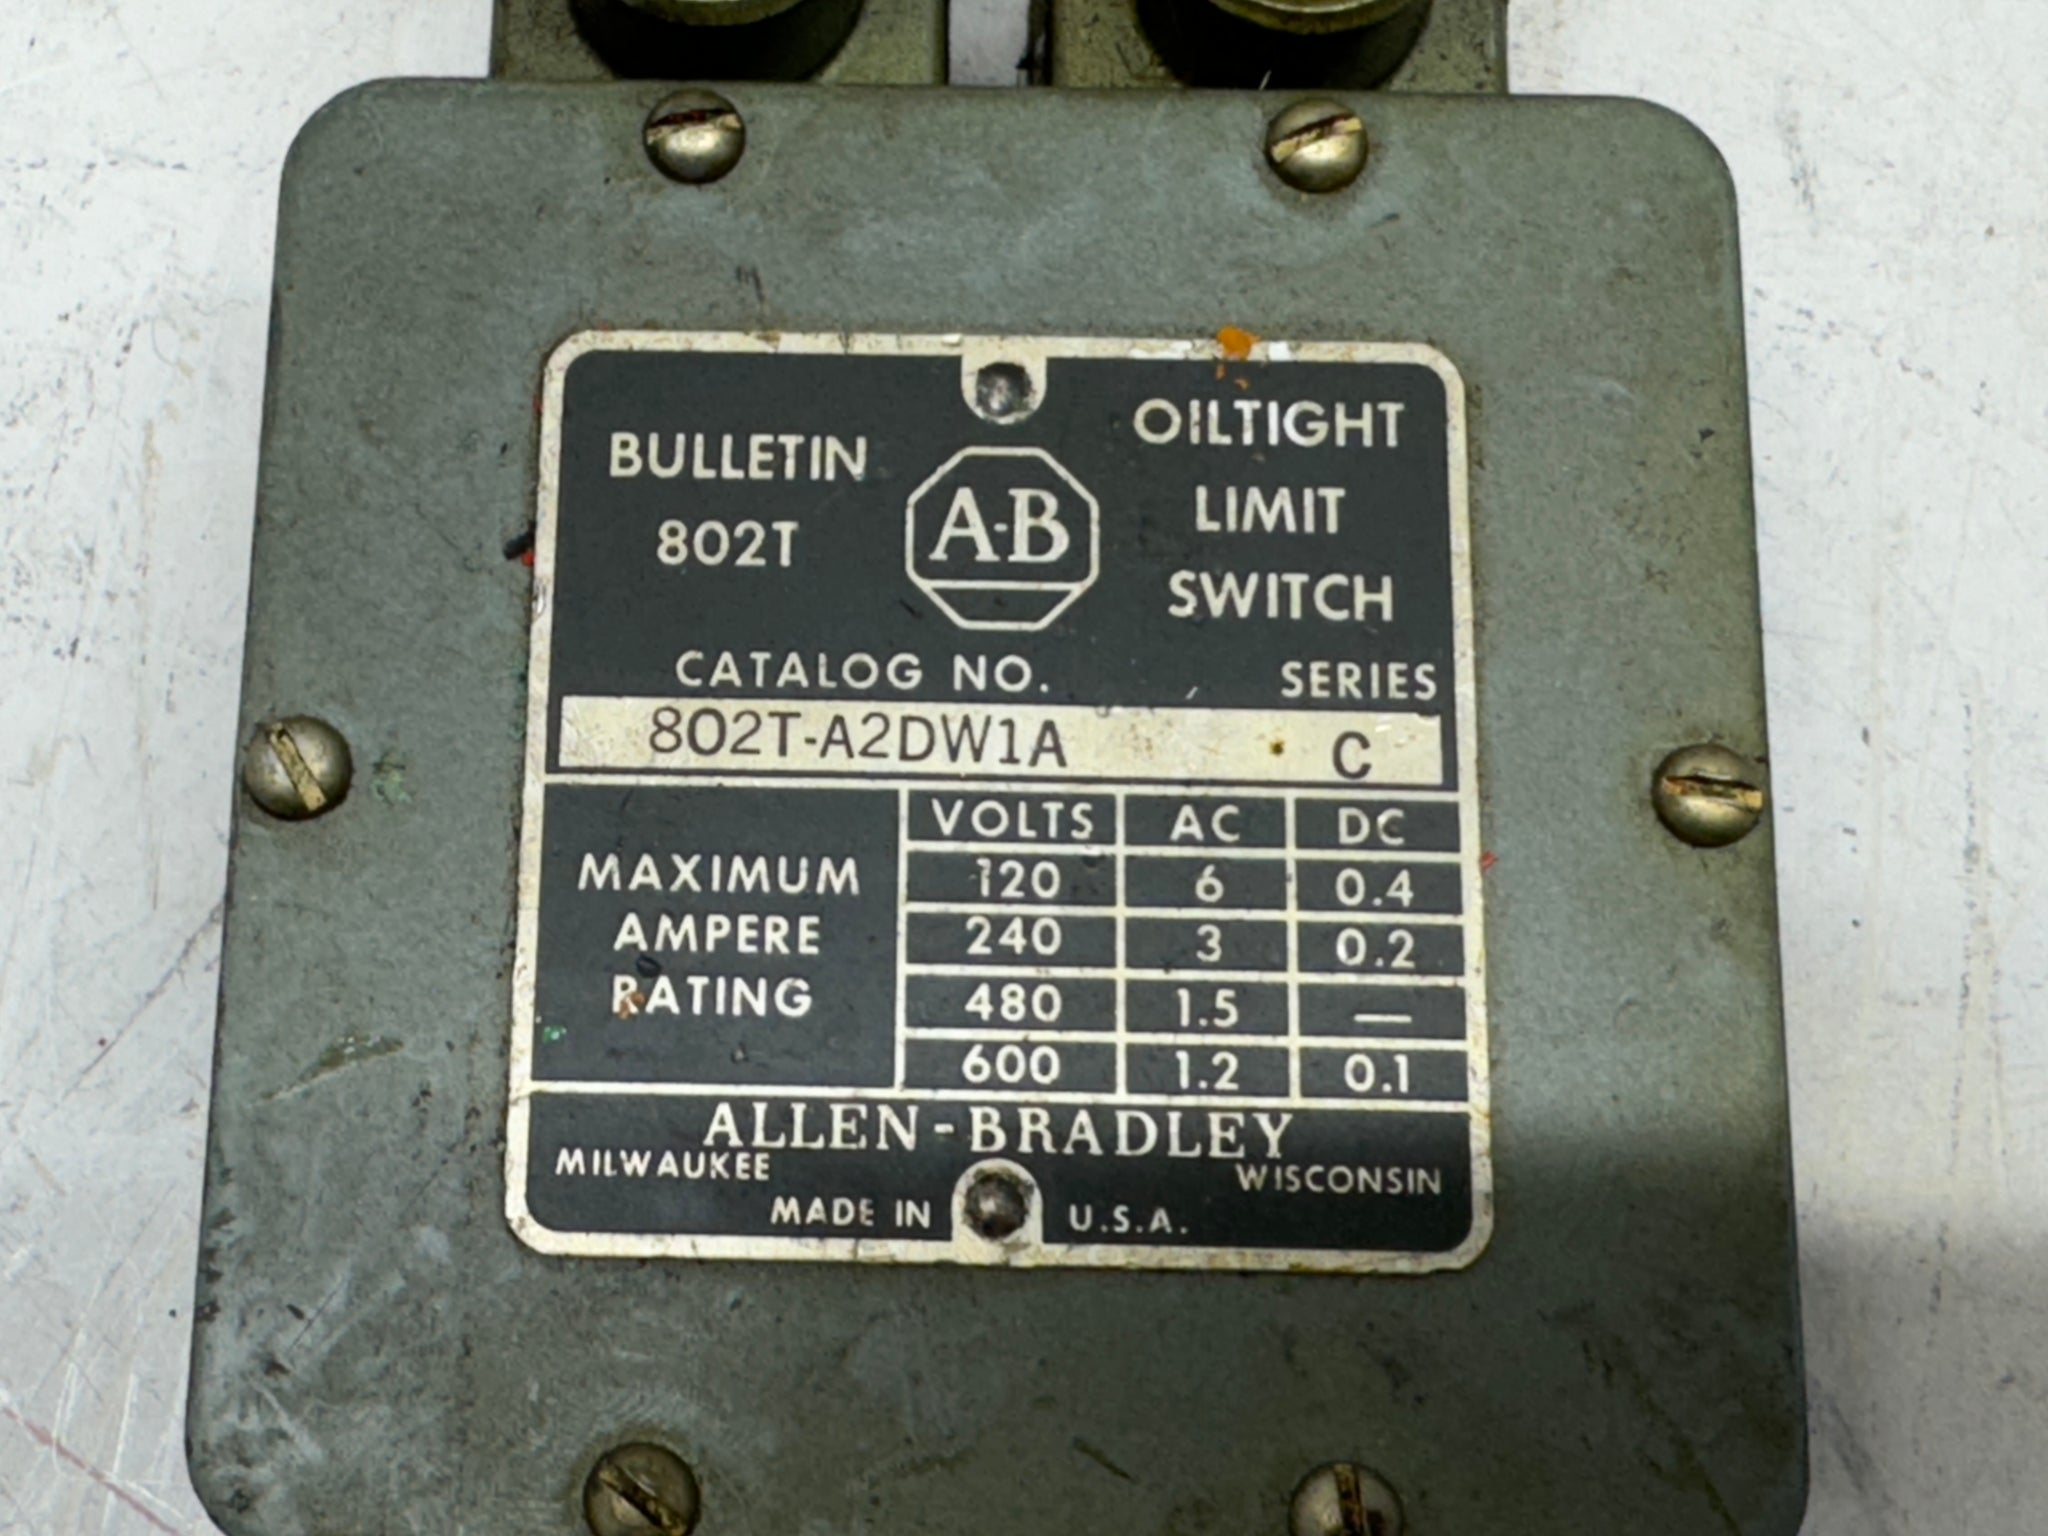 BULLETIN
802T
A-B
OILTIGHT
LIMIT
SWITCH
CATALOG NO. SERIES
802T-A2DW1A C
MAXIMUM
AMPERE
RATING
VOLTS AC DC
120 6 0.4
240 3 0.2
480 1.5 —
600 1.2 0.1
ALLEN-BRADLEY
MILWAUKEE WISCONSIN
MADE IN U.S.A.